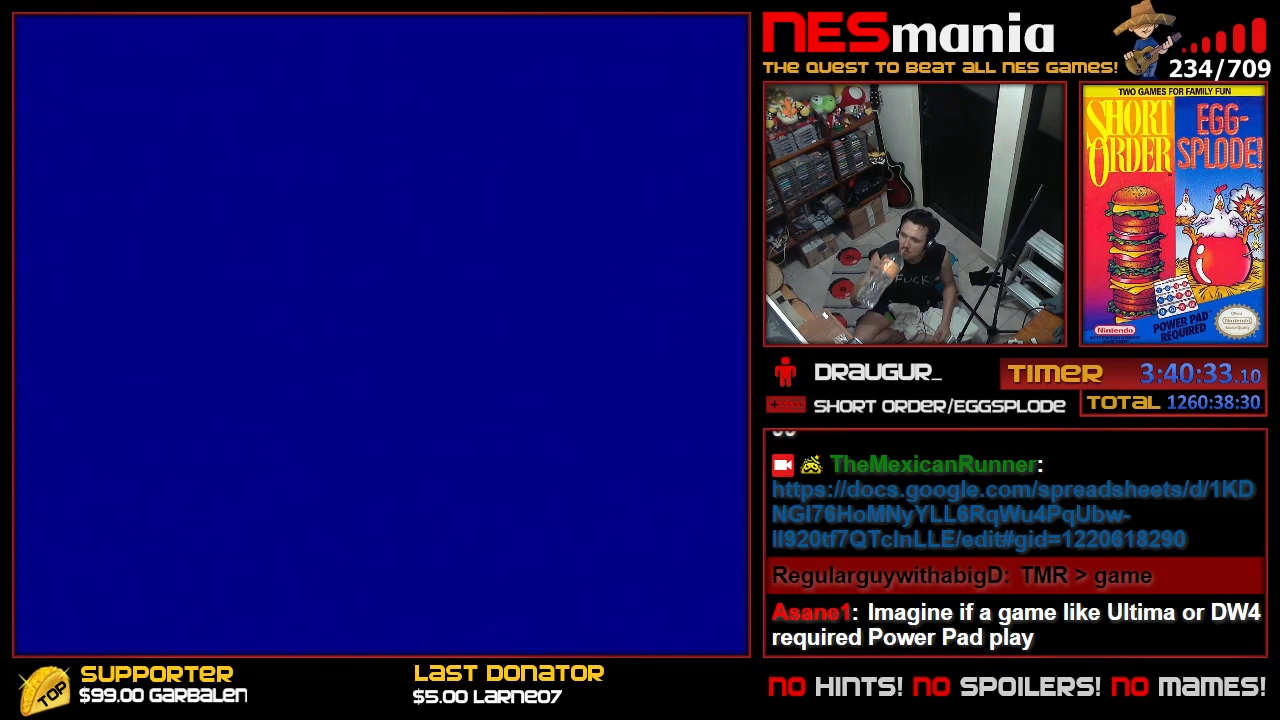 NESmania
THE QUEST TO BEAT ALL NES GAMES!
234/709
TWO GAMES FOR FAMILY FUN
SHORT ORDER
EGG-SPLODE!
POWER PAD REQUIRED
Nintendo
FUCK
DRAUGUR_
TIMER 3:40:33.10
SHORT ORDER/EGGSPLODE
TOTAL 1260:38:30
TheMexicanRunner:
https://docs.google.com/spreadsheets/d/1KD
NGI76HoMNyYLL6RqWu4PqUbw-
II920tf7QTcInLLE/edit#gid=1220618290
RegularguywithabigD: TMR > game
Asane1: Imagine if a game like Ultima or DW4
required Power Pad play
TOP
SUPPORTER
$99.00 GARBALEN
LAST DONATOR
$5.00 LARNE07
NO HINTS! NO SPOILERS! NO MAMES!